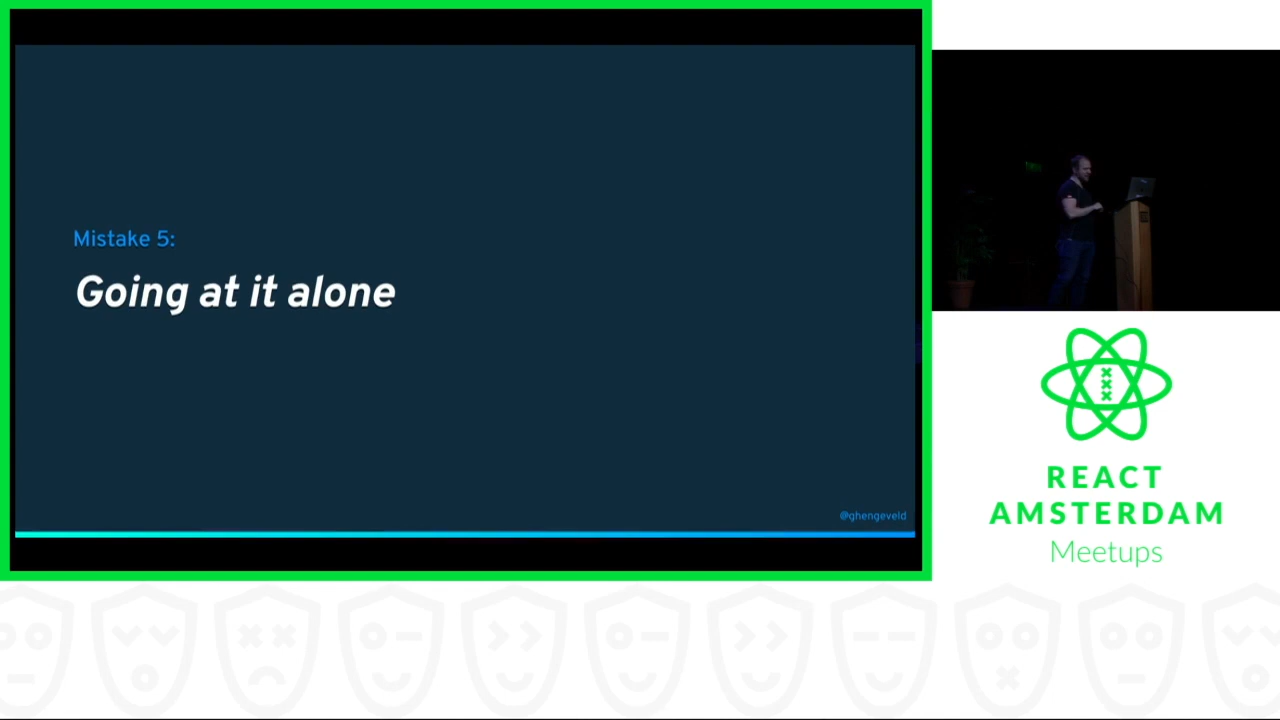 Mistake 5:
Going at it alone
@ghengeveld
REACT
AMSTERDAM
Meetups